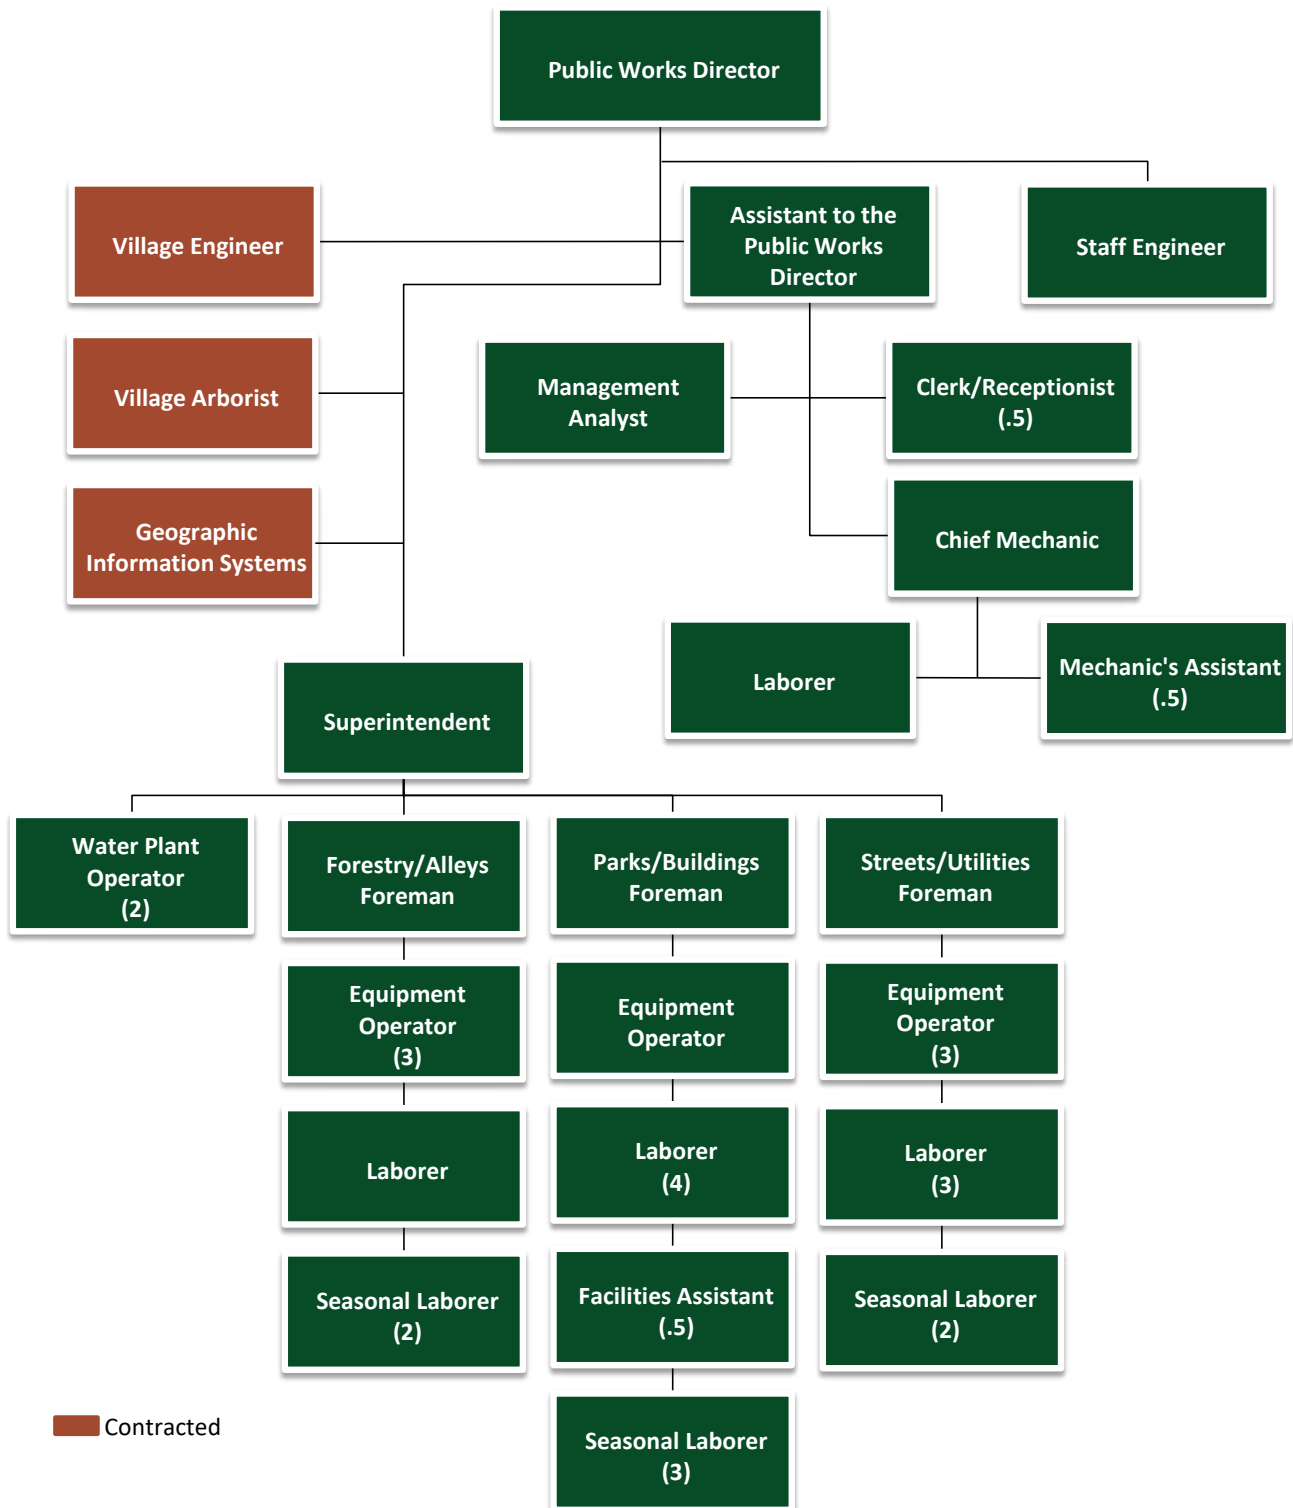 Public Works Director
Village Engineer
Assistant to the
Public Works
Director
Staff Engineer
Village Arborist
Management
Analyst
Clerk/Receptionist
(.5)
Geographic
Information Systems
Chief Mechanic
Laborer
Mechanic's Assistant
(.5)
Superintendent
Water Plant
Operator
(2)
Forestry/Alleys
Foreman
Parks/Buildings
Foreman
Streets/Utilities
Foreman
Equipment
Operator
(3)
Equipment
Operator
Equipment
Operator
(3)
Laborer
Laborer
(4)
Laborer
(3)
Seasonal Laborer
(2)
Facilities Assistant
(.5)
Seasonal Laborer
(2)
Seasonal Laborer
(3)
Contracted